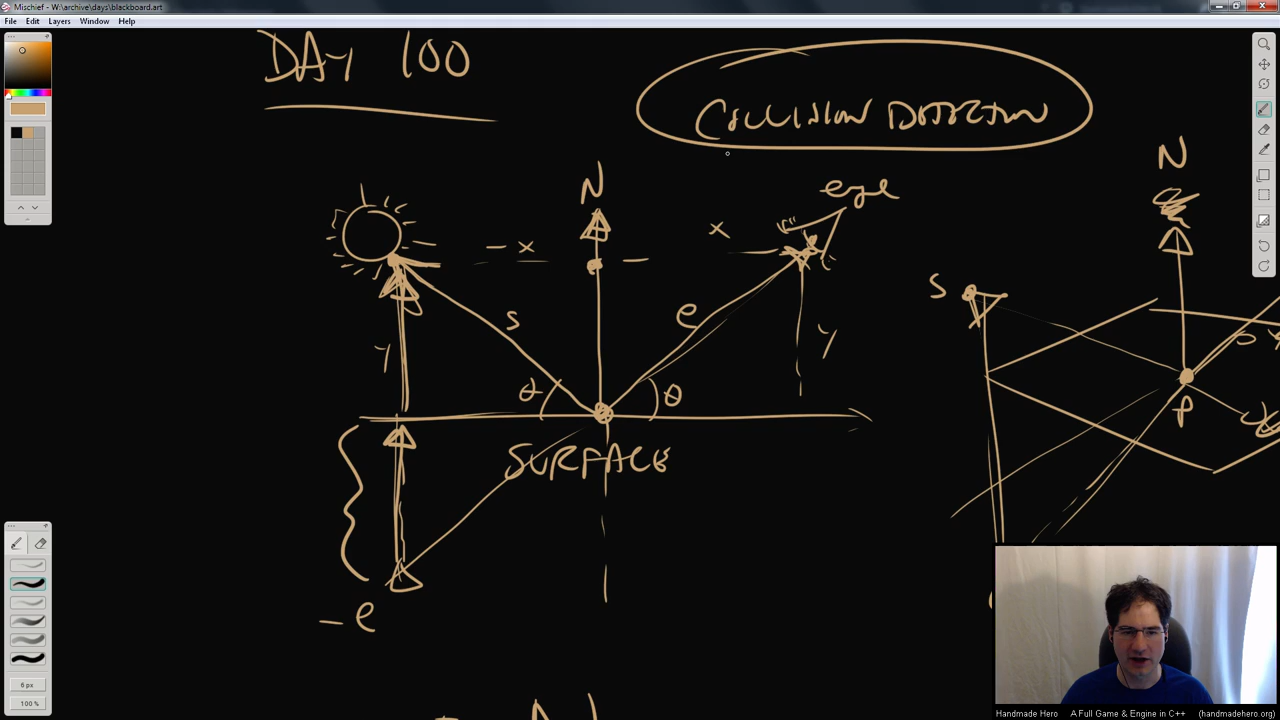 Mischief - W:\archive\days\blackboard.art
File Edit Layers Window Help
DAY 100
COLLISION DETECTION
N
eye
N
- x
x
S
s
e
Y
Y
θ
θ
P
SURFACE
- e
6 px
100 %
Handmade Hero A Full Game & Engine in C++ (handmadehero.org)